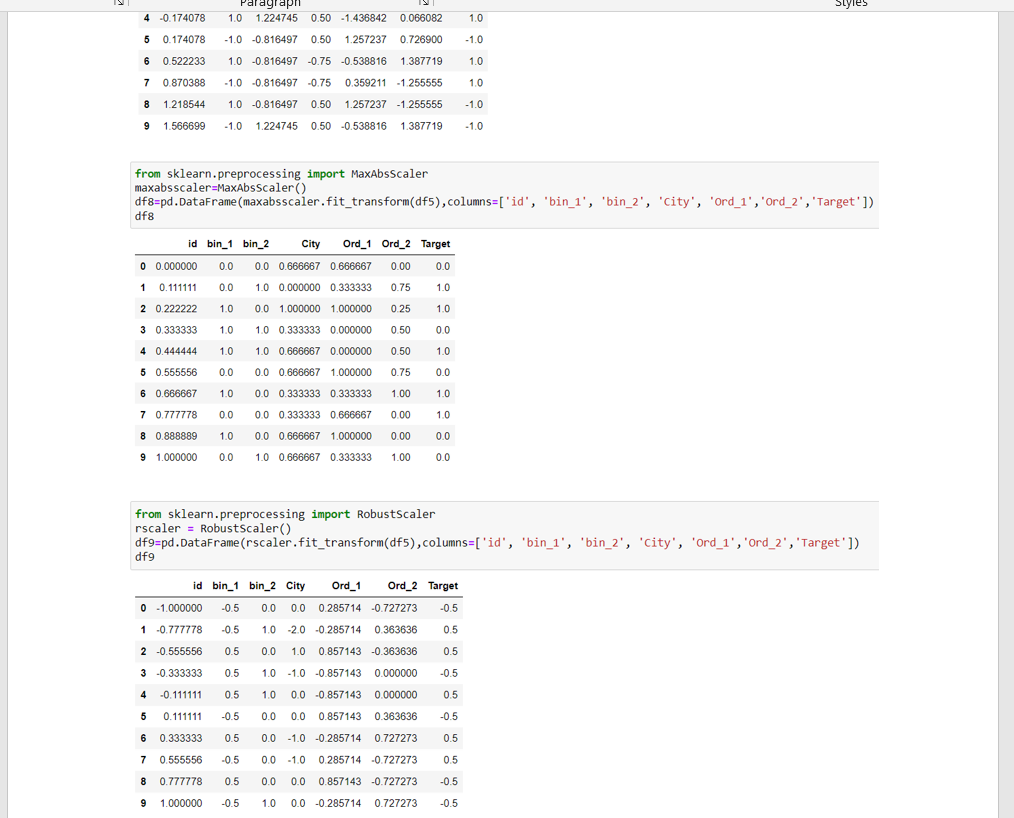 Paragraph Styles
4 -0.174078 1.0 1.224745 0.50 -1.436842 0.066082 1.0
5 0.174078 -1.0 -0.816497 0.50 1.257237 0.726900 -1.0
6 0.522233 1.0 -0.816497 -0.75 -0.538816 1.387719 1.0
7 0.870388 -1.0 -0.816497 -0.75 0.359211 -1.255555 1.0
8 1.218544 1.0 -0.816497 0.50 1.257237 -1.255555 -1.0
9 1.566699 -1.0 1.224745 0.50 -0.538816 1.387719 -1.0
from sklearn.preprocessing import MaxAbsScaler
maxabsscaler=MaxAbsScaler()
df8=pd.DataFrame(maxabsscaler.fit_transform(df5),columns=['id', 'bin_1', 'bin_2', 'City', 'Ord_1','Ord_2','Target'])
df8
id bin_1 bin_2 City Ord_1 Ord_2 Target
0 0.000000 0.0 0.0 0.666667 0.666667 0.00 0.0
1 0.111111 0.0 1.0 0.000000 0.333333 0.75 1.0
2 0.222222 1.0 0.0 1.000000 1.000000 0.25 1.0
3 0.333333 1.0 1.0 0.333333 0.000000 0.50 0.0
4 0.444444 1.0 1.0 0.666667 0.000000 0.50 1.0
5 0.555556 0.0 0.0 0.666667 1.000000 0.75 0.0
6 0.666667 1.0 0.0 0.333333 0.333333 1.00 1.0
7 0.777778 0.0 0.0 0.333333 0.666667 0.00 1.0
8 0.888889 1.0 0.0 0.666667 1.000000 0.00 0.0
9 1.000000 0.0 1.0 0.666667 0.333333 1.00 0.0
from sklearn.preprocessing import RobustScaler
rscaler = RobustScaler()
df9=pd.DataFrame(rscaler.fit_transform(df5),columns=['id', 'bin_1', 'bin_2', 'City', 'Ord_1','Ord_2','Target'])
df9
id bin_1 bin_2 City Ord_1 Ord_2 Target
0 -1.000000 -0.5 0.0 0.0 0.285714 -0.727273 -0.5
1 -0.777778 -0.5 1.0 -2.0 -0.285714 0.363636 0.5
2 -0.555556 0.5 0.0 1.0 0.857143 -0.363636 0.5
3 -0.333333 0.5 1.0 -1.0 -0.857143 0.000000 -0.5
4 -0.111111 0.5 1.0 0.0 -0.857143 0.000000 0.5
5 0.111111 -0.5 0.0 0.0 0.857143 0.363636 -0.5
6 0.333333 0.5 0.0 -1.0 -0.285714 0.727273 0.5
7 0.555556 -0.5 0.0 -1.0 0.285714 -0.727273 0.5
8 0.777778 0.5 0.0 0.0 0.857143 -0.727273 -0.5
9 1.000000 -0.5 1.0 0.0 -0.285714 0.727273 -0.5